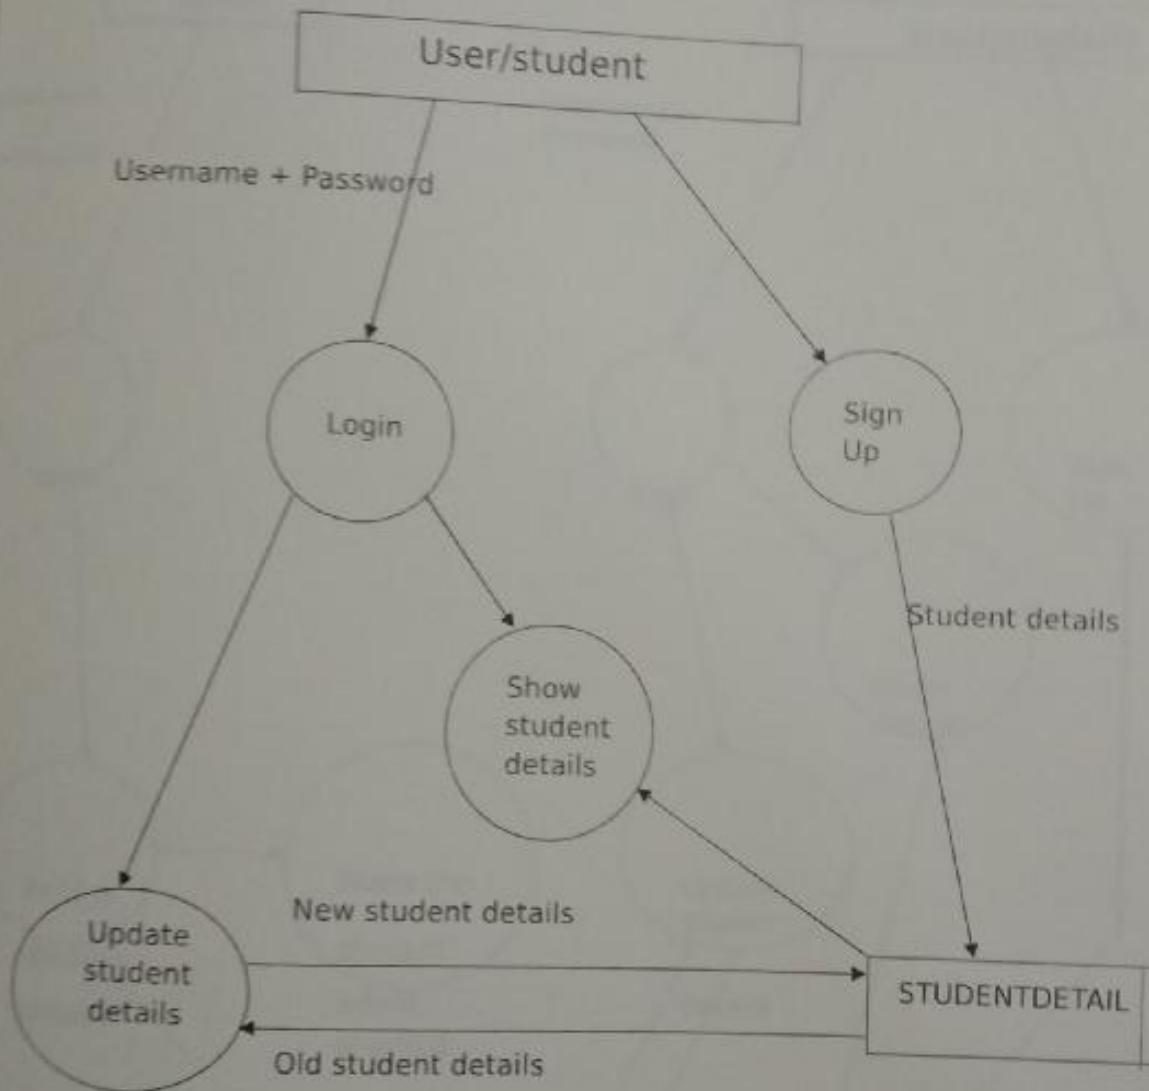 User/student
Username + Password
Login
Sign
Up
Student details
Show
student
details
New student details
Update
student
details
STUDENTDETAIL
Old student details